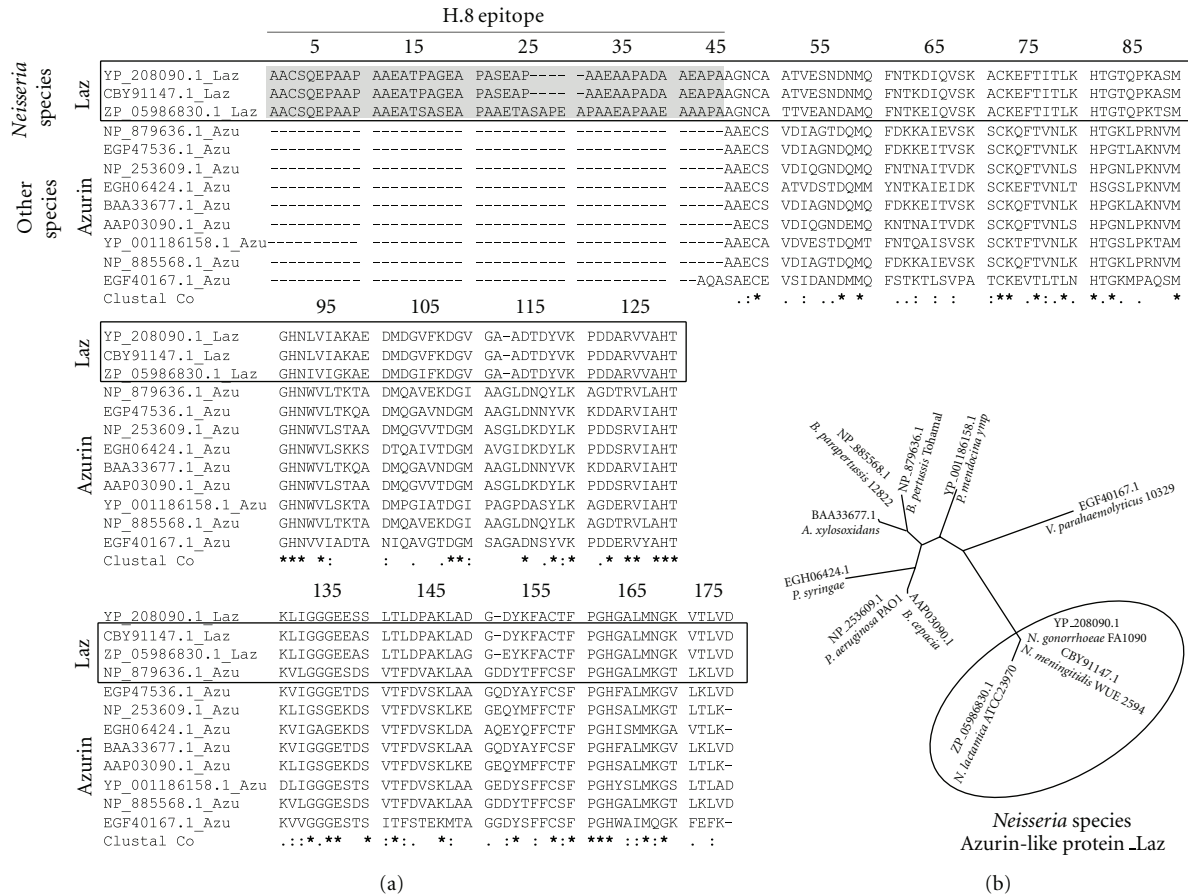 H.8 epitope
5 15 25 35 45 55 65 75 85
Neisseria species
Laz
YP_208090.1_Laz AACSQEPAAP AAEATPAGEA PASEAP---- -AAEAAPADA AEAPAAGNCA ATVESNDNMQ FNTKDIQVSK ACKEFTITLK HTGTQPKASM
CBY91147.1_Laz AACSQEPAAP AAEATPAGEA PASEAP---- -AAEAAPADA AEAPAAGNCA ATVESNDNMQ FNTKDIQVSK ACKEFTITLK HTGTQPKASM
ZP_05986830.1_Laz AACSQEPAAP AAEATSASEA PAAETASAPE APAAEAPAAE AAAPAAGNCA TTVEANDAMQ FNTKEIQVSK ACKEFTITLK HTGTQPKTSM
Other species
Azurin
NP_879636.1_Azu ---------- ---------- ---------- ---------- -----AAECS VDIAGTDQMQ FDKKAIEVSK SCKQFTVNLK HTGKLPRNVM
EGP47536.1_Azu ---------- ---------- ---------- ---------- -----AAECS VDIAGNDQMQ FDKKEITVSK SCKQFTVNLK HPGTLAKNVM
NP_253609.1_Azu ---------- ---------- ---------- ---------- -----AAECS VDIQGNDQMQ FNTNAITVDK SCKQFTVNLS HPGNLPKNVM
EGH06424.1_Azu ---------- ---------- ---------- ---------- -----AAECS ATVDSTDQMM YNTKAIEIDK SCKEFTVNLT HSGSLPKNVM
BAA33677.1_Azu ---------- ---------- ---------- ---------- -----AAECS VDIAGNDGMQ FDKKEITVSK SCKQFTVNLK HPGKLAKNVM
AAP03090.1_Azu ---------- ---------- ---------- ---------- ------AECS VDIQGNDEMQ KNTNAITVDK SCKQFTVNLK HPGNLPKNVM
YP_001186158.1_Azu ---------- ---------- ---------- ---------- -----AAECA VDVESTDQMT FNTQAISVSK SCKTFTVNLK HTGSLPKTAM
NP_885568.1_Azu ---------- ---------- ---------- ---------- -----AAECS VDIAGTDQMQ FDKKAIEVSK SCKQFTVNLK HTGKLPRNVM
EGF40167.1_Azu ---------- ---------- ---------- ---------- --AQASAECE VSIDANDMMQ FSTKTLSVPA TCKEVTLTLN HTGKMPAQSM
Clustal Co .:* . : * * .: : : ** * : * * * . . *
95 105 115 125
Laz
YP_208090.1_Laz GHNLVIAKAE DMDGVFKDGV GA-ADTDYVK PDDARVVAHT
CBY91147.1_Laz GHNLVIAKAE DMDGVFKDGV GA-ADTDYVK PDDARVVAHT
ZP_05986830.1_Laz GHNIVIGKAE DMDGIFKDGV GA-ADTDYVK PDDARVVAHT
Azurin
NP_879636.1_Azu GHNWVLTKTA DMQAVEKDGI AAGLDNQYLK AGDTRVLAHT
EGP47536.1_Azu GHNWVLTKQA DMQGAVNDGM AAGLDNNYVK KDDARVIAHT
NP_253609.1_Azu GHNWVLSTAA DMQGVVTDGM ASGLDKDYLK PDDSRVIAHT
EGH06424.1_Azu GHNWVLSKKS DTQAIVTDGM AVGIDKDYLK PDDTRVIAHT
BAA33677.1_Azu GHNWVLTKQA DMQGAVNDGM AAGLDNNYVK KDDARVIAHT
AAP03090.1_Azu GHNWVLSTAA DMQGVVTDGM ASGLDKDYLK PDDSRVIAHT
YP_001186158.1_Azu GHNWVLSKTA DMPGIATDGI PAGPDASYLK AGDERVIAHT
NP_885568.1_Azu GHNWVLTKTA DMQAVEKDGI AAGLDNQYLK AGDTRVLAHT
EGF40167.1_Azu GHNVVIADTA NIQAVGTDGM SAGADNSYVK PDDERVYAHT
Clustal Co *** *: : . **: * .*:* .* ** ***
135 145 155 165 175
Laz
YP_208090.1_Laz KLIGGGEESS LTLDPAKLAD G-DYKFACTF PGHGALMNGK VTLVD
CBY91147.1_Laz KLIGGGEESS LTLDPAKLAD G-DYKFACTF PGHGALMNGK VTLVD
ZP_05986830.1_Laz KLIGGGEESS LTLDPAKLAG G-EYKFACTF PGHGALMNGK VTLVD
NP_879636.1_Azu KVLGGGESDS VTFDVAKLAA GDDYTFFCSF PGHGALMKGT LKLVD
Azurin
EGP47536.1_Azu KVIGGGETDS VTFDVSKLAA GQDYAYFCSF PGHFALMKGV LKLVD
NP_253609.1_Azu KLIGSGEKDS VTFDVSKLKE GEQYMFFCTF PGHSALMKGT LTLK-
EGH06424.1_Azu KVIGAGEKDS VTFDVSKLDA AQEYQFFCTF PGHISMMKGA VTLK-
BAA33677.1_Azu KVIGGGETDS VTFDVSKLAA GQDYAYFCSF PGHFALMKGV LKLVD
AAP03090.1_Azu KLIGSGEKDS VTFDVSKLKE GEQYMFFCTF PGHSALMKGT LTLK-
YP_001186158.1_Azu DLIGGGEESS VTFDVSKLAA GEDYSFFCSF PGHYSLMKGS LTLAD
NP_885568.1_Azu KVLGGGESDS VTFDVAKLAA GDDYTFFCSF PGHGALMKGT LKLVD
EGF40167.1_Azu KVVGGGESTS ITFSTEKMTA GGDYSFFCSF PGHWAIMQGK FEFK-
Clustal Co .::*.** * :*:. *: . :* : *:* *** ::*:* . :
(a)
NP_885568.1
B. parapertussis 12822
NP_879636.1
B. pertussis TohamaI
YP_001186158.1
P. mendocina ymp
EGF40167.1
V. parahaemolyticus 10329
BAA33677.1
A. xylosoxidans
EGH06424.1
P. syringae
NP_253609.1
P. aeruginosa PAO1
AAP03090.1
B. cepacia
YP_208090.1
N. gonorrhoeae FA1090
CBY91147.1
N. meningitidis WUE 2594
ZP_05986830.1
N. lactamica ATCC23970
Neisseria species
Azurin-like protein _Laz
(b)